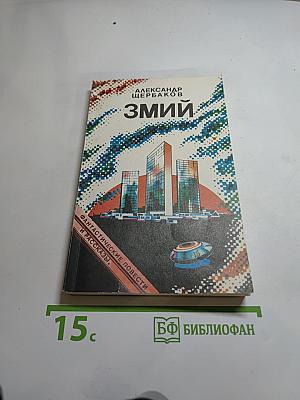 АЛЕКСАНДР
ЩЕРБАКОВ
ЗМИЙ
ФАНТАСТИЧЕСКИЕ ПОВЕСТИ
И РАССКАЗЫ
15с
БФ БИБЛИОФАН